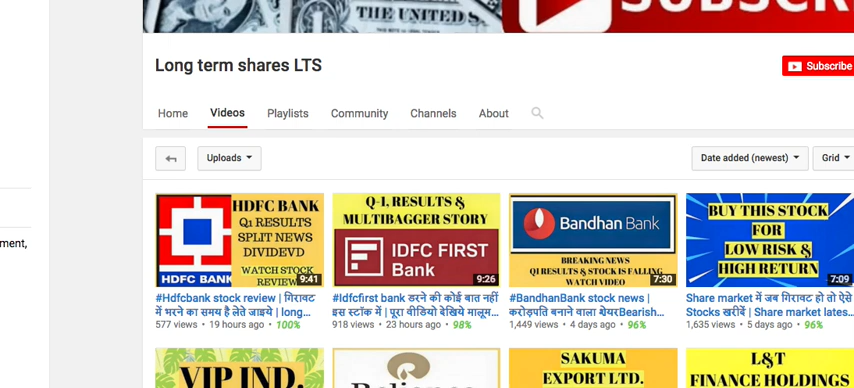 THE UNITED S
SUBSCR
Long term shares LTS
Subscribe
Home Videos Playlists Community Channels About
Uploads
Date added (newest) Grid
ment,
HDFC BANK
Q1 RESULTS
SPLIT NEWS
DIVIDEVD
WATCH STOCK
REVIEW
HDFC BANK
9:41
Q-1, RESULTS &
MULTIBAGGER STORY
IDFC FIRST
Bank
9:26
Bandhan Bank
BREAKING NEWS
Q1 RESULTS & STOCK IS FALLING
WATCH VIDEO
7:30
BUY THIS STOCK
FOR
LOW RISK &
HIGH RETURN
7:09
#Hdfcbank stock review | गिरावट
में भरने का समय है लेते जाइये | long...
577 views • 19 hours ago • 100%
#Idfcfirst bank डरने की कोई बात नहीं
इस स्टॉक में | पूरा वीडियो देखिये मालूम...
918 views • 23 hours ago • 98%
#BandhanBank stock news |
करोड़पति बनाने वाला शेयरBearish...
1,449 views • 4 days ago • 96%
Share market में जब गिरावट हो तो ऐसे
Stocks खरीदें | Share market lates...
1,635 views • 5 days ago • 96%
VIP IND.
Reliance
SAKUMA
EXPORT LTD.
L&T
FINANCE HOLDINGS